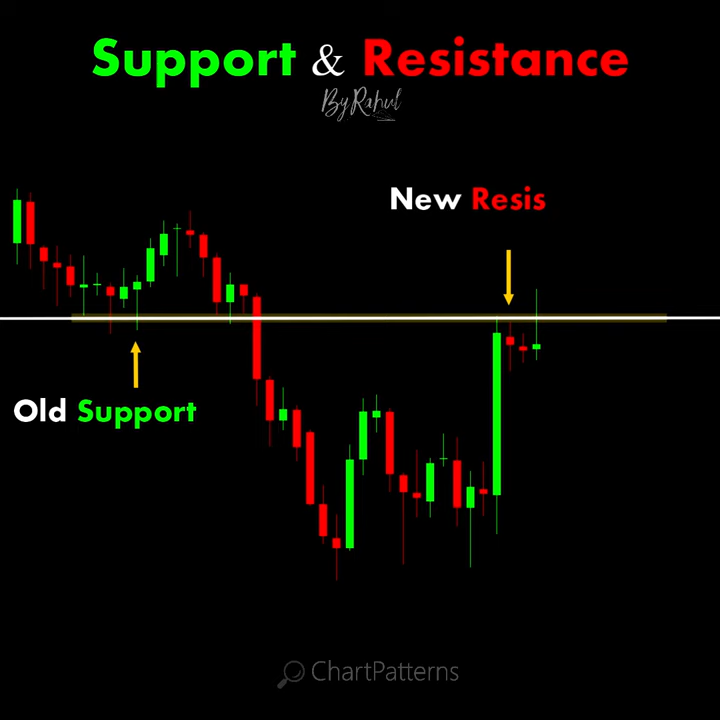 Support & Resistance
By Rahul
New Resis
Old Support
ChartPatterns